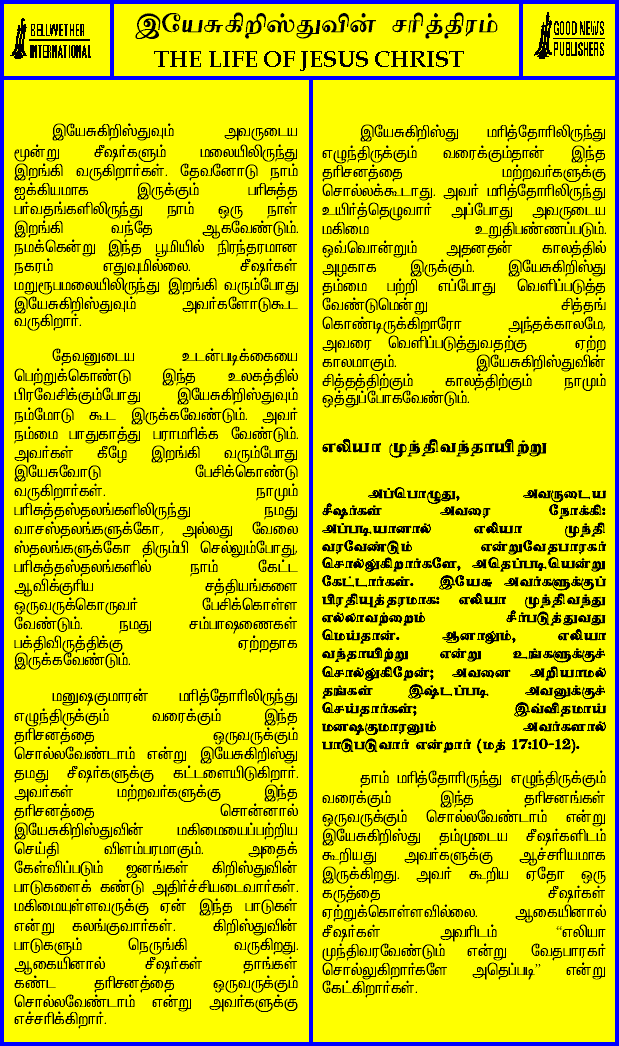 BELLWETHER
INTERNATIONAL
இயேசுகிறிஸ்துவின் சரித்திரம்
THE LIFE OF JESUS CHRIST
GOOD NEWS
PUBLISHERS
இயேசுகிறிஸ்துவும் அவருடைய
மூன்று சீஷர்களும் மலையிலிருந்து
இறங்கி வருகிறார்கள். தேவனோடு நாம்
ஐக்கியமாக இருக்கும் பரிசுத்த
பர்வதங்களிலிருந்து நாம் ஒரு நாள்
இறங்கி வந்தே ஆகவேண்டும்.
நமக்கென்று இந்த பூமியில் நிரந்தரமான
நகரம் எதுவுமில்லை. சீஷர்கள்
மறுரூபமலையிலிருந்து இறங்கி வரும்போது
இயேசுகிறிஸ்துவும் அவர்களோடுகூட
வருகிறார்.
தேவனுடைய உடன்படிக்கையை
பெற்றுக்கொண்டு இந்த உலகத்தில்
பிரவேசிக்கும்போது இயேசுகிறிஸ்துவும்
நம்மோடு கூட இருக்கவேண்டும். அவர்
நம்மை பாதுகாத்து பராமரிக்க வேண்டும்.
அவர்கள் கீழே இறங்கி வரும்போது
இயேசுவோடு பேசிக்கொண்டு
வருகிறார்கள். நாமும்
பரிசுத்தஸ்தலங்களிலிருந்து நமது
வாசஸ்தலங்களுக்கோ, அல்லது வேலை
ஸ்தலங்களுக்கோ திரும்பி செல்லும்போது,
பரிசுத்தஸ்தலங்களில் நாம் கேட்ட
ஆவிக்குரிய சத்தியங்களை
ஒருவருக்கொருவர் பேசிக்கொள்ள
வேண்டும். நமது சம்பாஷணைகள்
பக்திவிருத்திக்கு ஏற்றதாக
இருக்கவேண்டும்.
மனுஷகுமாரன் மரித்தோரிலிருந்து
எழுந்திருக்கும் வரைக்கும் இந்த
தரிசனத்தை ஒருவருக்கும்
சொல்லவேண்டாம் என்று இயேசுகிறிஸ்து
தமது சீஷர்களுக்கு கட்டளையிடுகிறார்.
அவர்கள் மற்றவர்களுக்கு இந்த
தரிசனத்தை சொன்னால்
இயேசுகிறிஸ்துவின் மகிமையைப்பற்றிய
செய்தி விளம்பரமாகும். அதைக்
கேள்விப்படும் ஜனங்கள் கிறிஸ்துவின்
பாடுகளைக் கண்டு அதிர்ச்சியடைவார்கள்.
மகிமையுள்ளவருக்கு ஏன் இந்த பாடுகள்
என்று கலங்குவார்கள். கிறிஸ்துவின்
பாடுகளும் நெருங்கி வருகிறது.
ஆகையினால் சீஷர்கள் தாங்கள்
கண்ட தரிசனத்தை ஒருவருக்கும்
சொல்லவேண்டாம் என்று அவர்களுக்கு
எச்சரிக்கிறார்.
இயேசுகிறிஸ்து மரித்தோரிலிருந்து
எழுந்திருக்கும் வரைக்கும்தான் இந்த
தரிசனத்தை மற்றவர்களுக்கு
சொல்லக்கூடாது. அவர் மரித்தோரிலிருந்து
உயிர்த்தெழுவார் அப்போது அவருடைய
மகிமை உறுதிபண்ணப்படும்.
ஒவ்வொன்றும் அதனதன் காலத்தில்
அழகாக இருக்கும். இயேசுகிறிஸ்து
தம்மை பற்றி எப்போது வெளிப்படுத்த
வேண்டுமென்று சித்தங்
கொண்டிருக்கிறாரோ அந்தக்காலமே,
அவரை வெளிப்படுத்துவதற்கு ஏற்ற
காலமாகும். இயேசுகிறிஸ்துவின்
சித்தத்திற்கும் காலத்திற்கும் நாமும்
ஒத்துப்போகவேண்டும்.
எலியா முந்திவந்தாயிற்று
அப்பொழுது, அவருடைய
சீஷர்கள் அவரை நோக்கி:
அப்படியானால் எலியா முந்தி
வரவேண்டும் என்றுவேதபாரகர்
சொல்லுகிறார்களே, அதெப்படியென்று
கேட்டார்கள். இயேசு அவர்களுக்குப்
பிரதியுத்தரமாக: எலியா முந்திவந்து
எல்லாவற்றையும் சீர்படுத்துவது
மெய்தான். ஆனாலும், எலியா
வந்தாயிற்று என்று உங்களுக்குச்
சொல்லுகிறேன்; அவனை அறியாமல்
தங்கள் இஷ்டப்படி அவனுக்குச்
செய்தார்கள்; இவ்விதமாய்
மனஷகுமாரனும் அவர்களால்
பாடுபடுவார் என்றார் (மத் 17:10-12).
தாம் மரித்தோரிருந்து எழுந்திருக்கும்
வரைக்கும் இந்த தரிசனங்கள்
ஒருவருக்கும் சொல்லவேண்டாம் என்று
இயேசுகிறிஸ்து தம்முடைய சீஷர்களிடம்
கூறியது அவர்களுக்கு ஆச்சரியமாக
இருக்கிறது. அவர் கூறிய ஏதோ ஒரு
கருத்தை சீஷர்கள்
ஏற்றுக்கொள்ளவில்லை. ஆகையினால்
சீஷர்கள் அவரிடம் “எலியா
முந்திவரவேண்டும் என்று வேதபாரகர்
சொல்லுகிறார்களே அதெப்படி” என்று
கேட்கிறார்கள்.